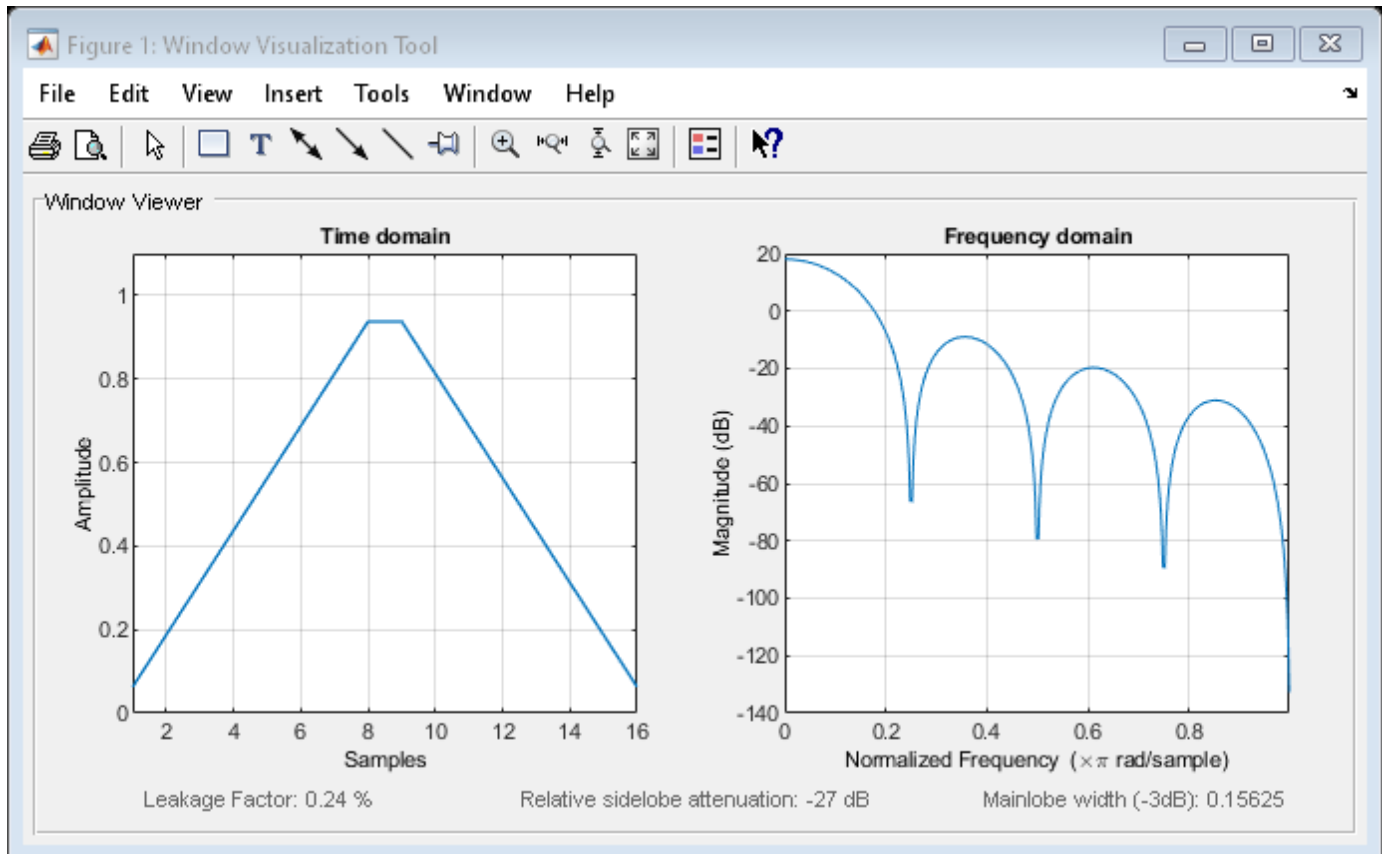 Figure 1: Window Visualization Tool
File Edit View Insert Tools Window Help
T
Window Viewer
Time domain
1
0.8
0.6
0.4
0.2
0
Amplitude
2 4 6 8 10 12 14 16
Samples
Frequency domain
20
0
-20
-40
-60
-80
-100
-120
-140
Magnitude (dB)
0 0.2 0.4 0.6 0.8
Normalized Frequency (×π rad/sample)
Leakage Factor: 0.24 % Relative sidelobe attenuation: -27 dB Mainlobe width (-3dB): 0.15625